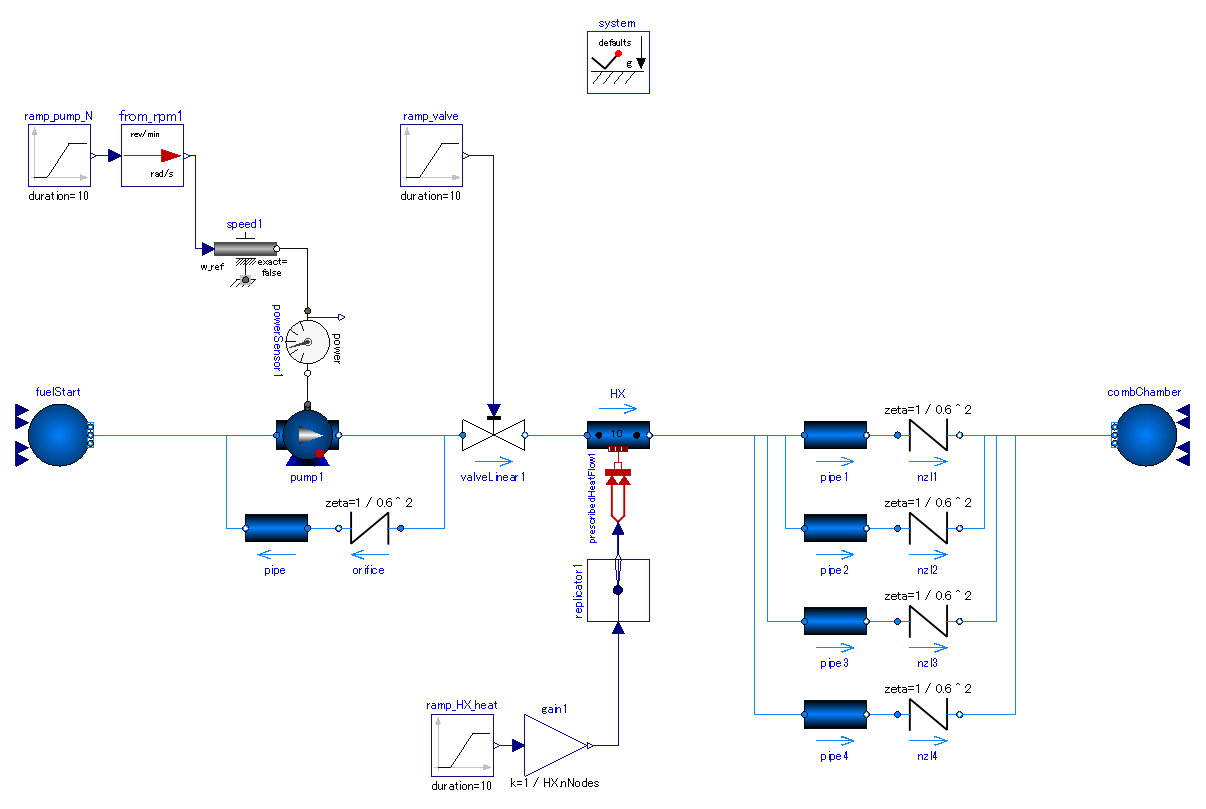 system
defaults
g
ramp_pump_N
from_rpm1
ramp_valve
rev/min
rad/s
duration=10
duration=10
speed1
w_ref
exact=
false
powerSensor1
power
fuelStart
HX
combChamber
zeta=1 / 0.6^2
10
pump1
valveLinear1
prescribedHeatFlow1
pipe1
nzl1
zeta=1 / 0.6^2
zeta=1 / 0.6^2
pipe
orifice
pipe2
nzl2
replicator1
zeta=1 / 0.6^2
pipe3
nzl3
zeta=1 / 0.6^2
ramp_HX_heat
gain1
pipe4
nzl4
duration=10
k=1 / HX.nNodes